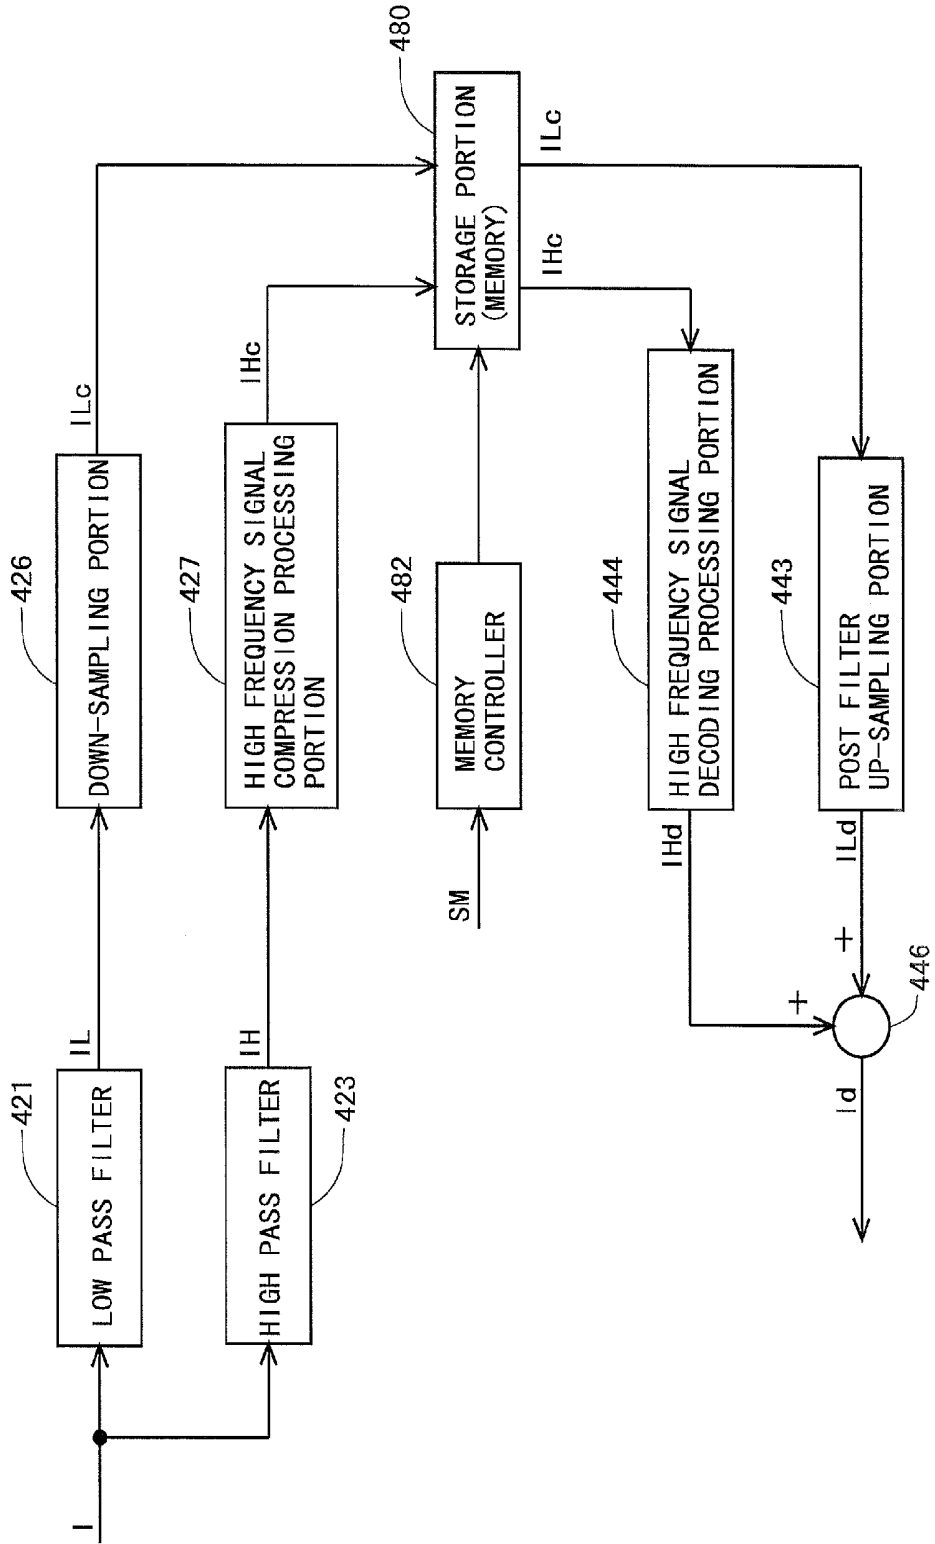 I
LOW PASS FILTER
421
IL
DOWN-SAMPLING PORTION
426
ILc
HIGH PASS FILTER
423
IH
HIGH FREQUENCY SIGNAL
COMPRESSION PROCESSING
PORTION
427
IHc
SM
MEMORY
CONTROLLER
482
STORAGE PORTION
(MEMORY)
480
IHc
ILc
HIGH FREQUENCY SIGNAL
DECODING PROCESSING PORTION
444
IHd
+
POST FILTER
UP-SAMPLING PORTION
443
ILd
+
446
Id